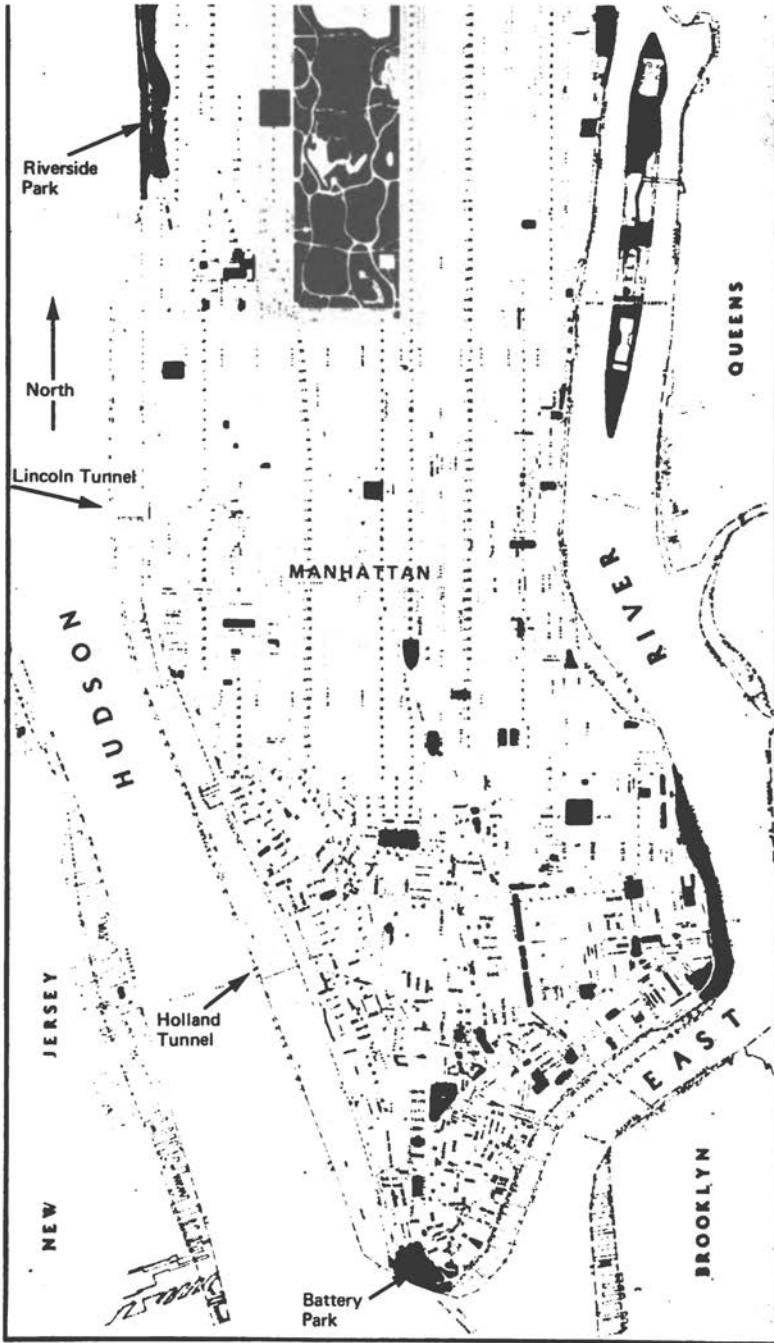 Riverside
Park
North
QUEENS
Lincoln Tunnel
MANHATTAN
HUDSON
RIVER
Holland
Tunnel
EAST
NEW JERSEY
BROOKLYN
Battery
Park